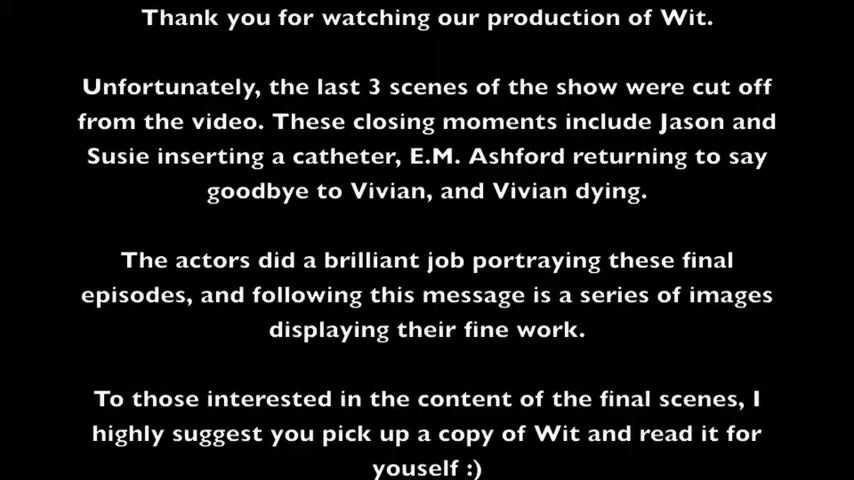 Thank you for watching our production of Wit.
Unfortunately, the last 3 scenes of the show were cut off
from the video. These closing moments include Jason and
Susie inserting a catheter, E.M. Ashford returning to say
goodbye to Vivian, and Vivian dying.
The actors did a brilliant job portraying these final
episodes, and following this message is a series of images
displaying their fine work.
To those interested in the content of the final scenes, I
highly suggest you pick up a copy of Wit and read it for
youself :)